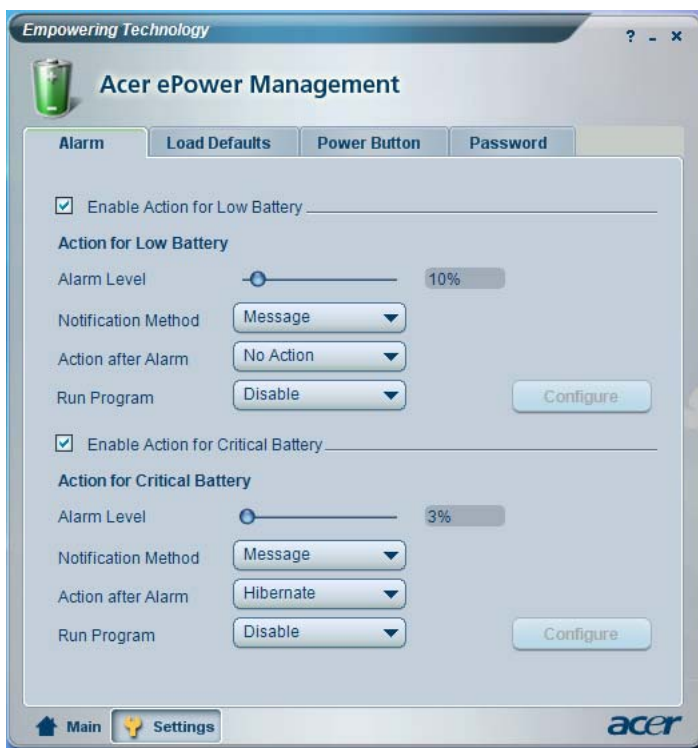 Empowering Technology
? - ×
Acer ePower Management
Alarm Load Defaults Power Button Password
Enable Action for Low Battery
Action for Low Battery
Alarm Level 10%
Notification Method Message
Action after Alarm No Action
Run Program Disable Configure
Enable Action for Critical Battery
Action for Critical Battery
Alarm Level 3%
Notification Method Message
Action after Alarm Hibernate
Run Program Disable Configure
Main Settings acer